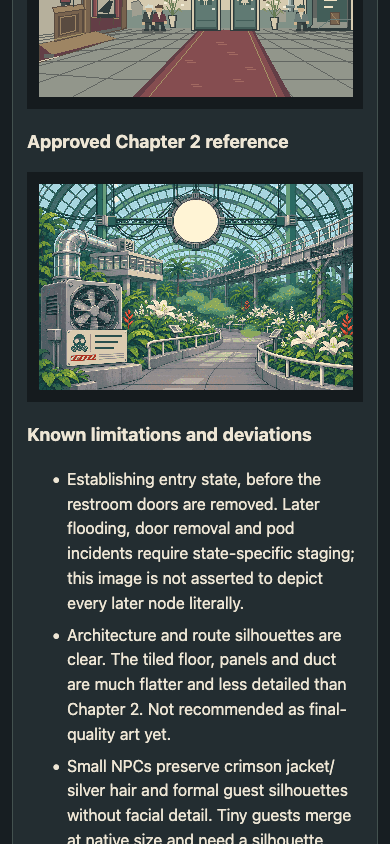 Approved Chapter 2 reference
Known limitations and deviations
• Establishing entry state, before the
restroom doors are removed. Later
flooding, door removal and pod
incidents require state-specific staging;
this image is not asserted to depict
every later node literally.
• Architecture and route silhouettes are
clear. The tiled floor, panels and duct
are much flatter and less detailed than
Chapter 2. Not recommended as final-
quality art yet.
• Small NPCs preserve crimson jacket/
silver hair and formal guest silhouettes
without facial detail. Tiny guests merge
at native size and need a silhouette